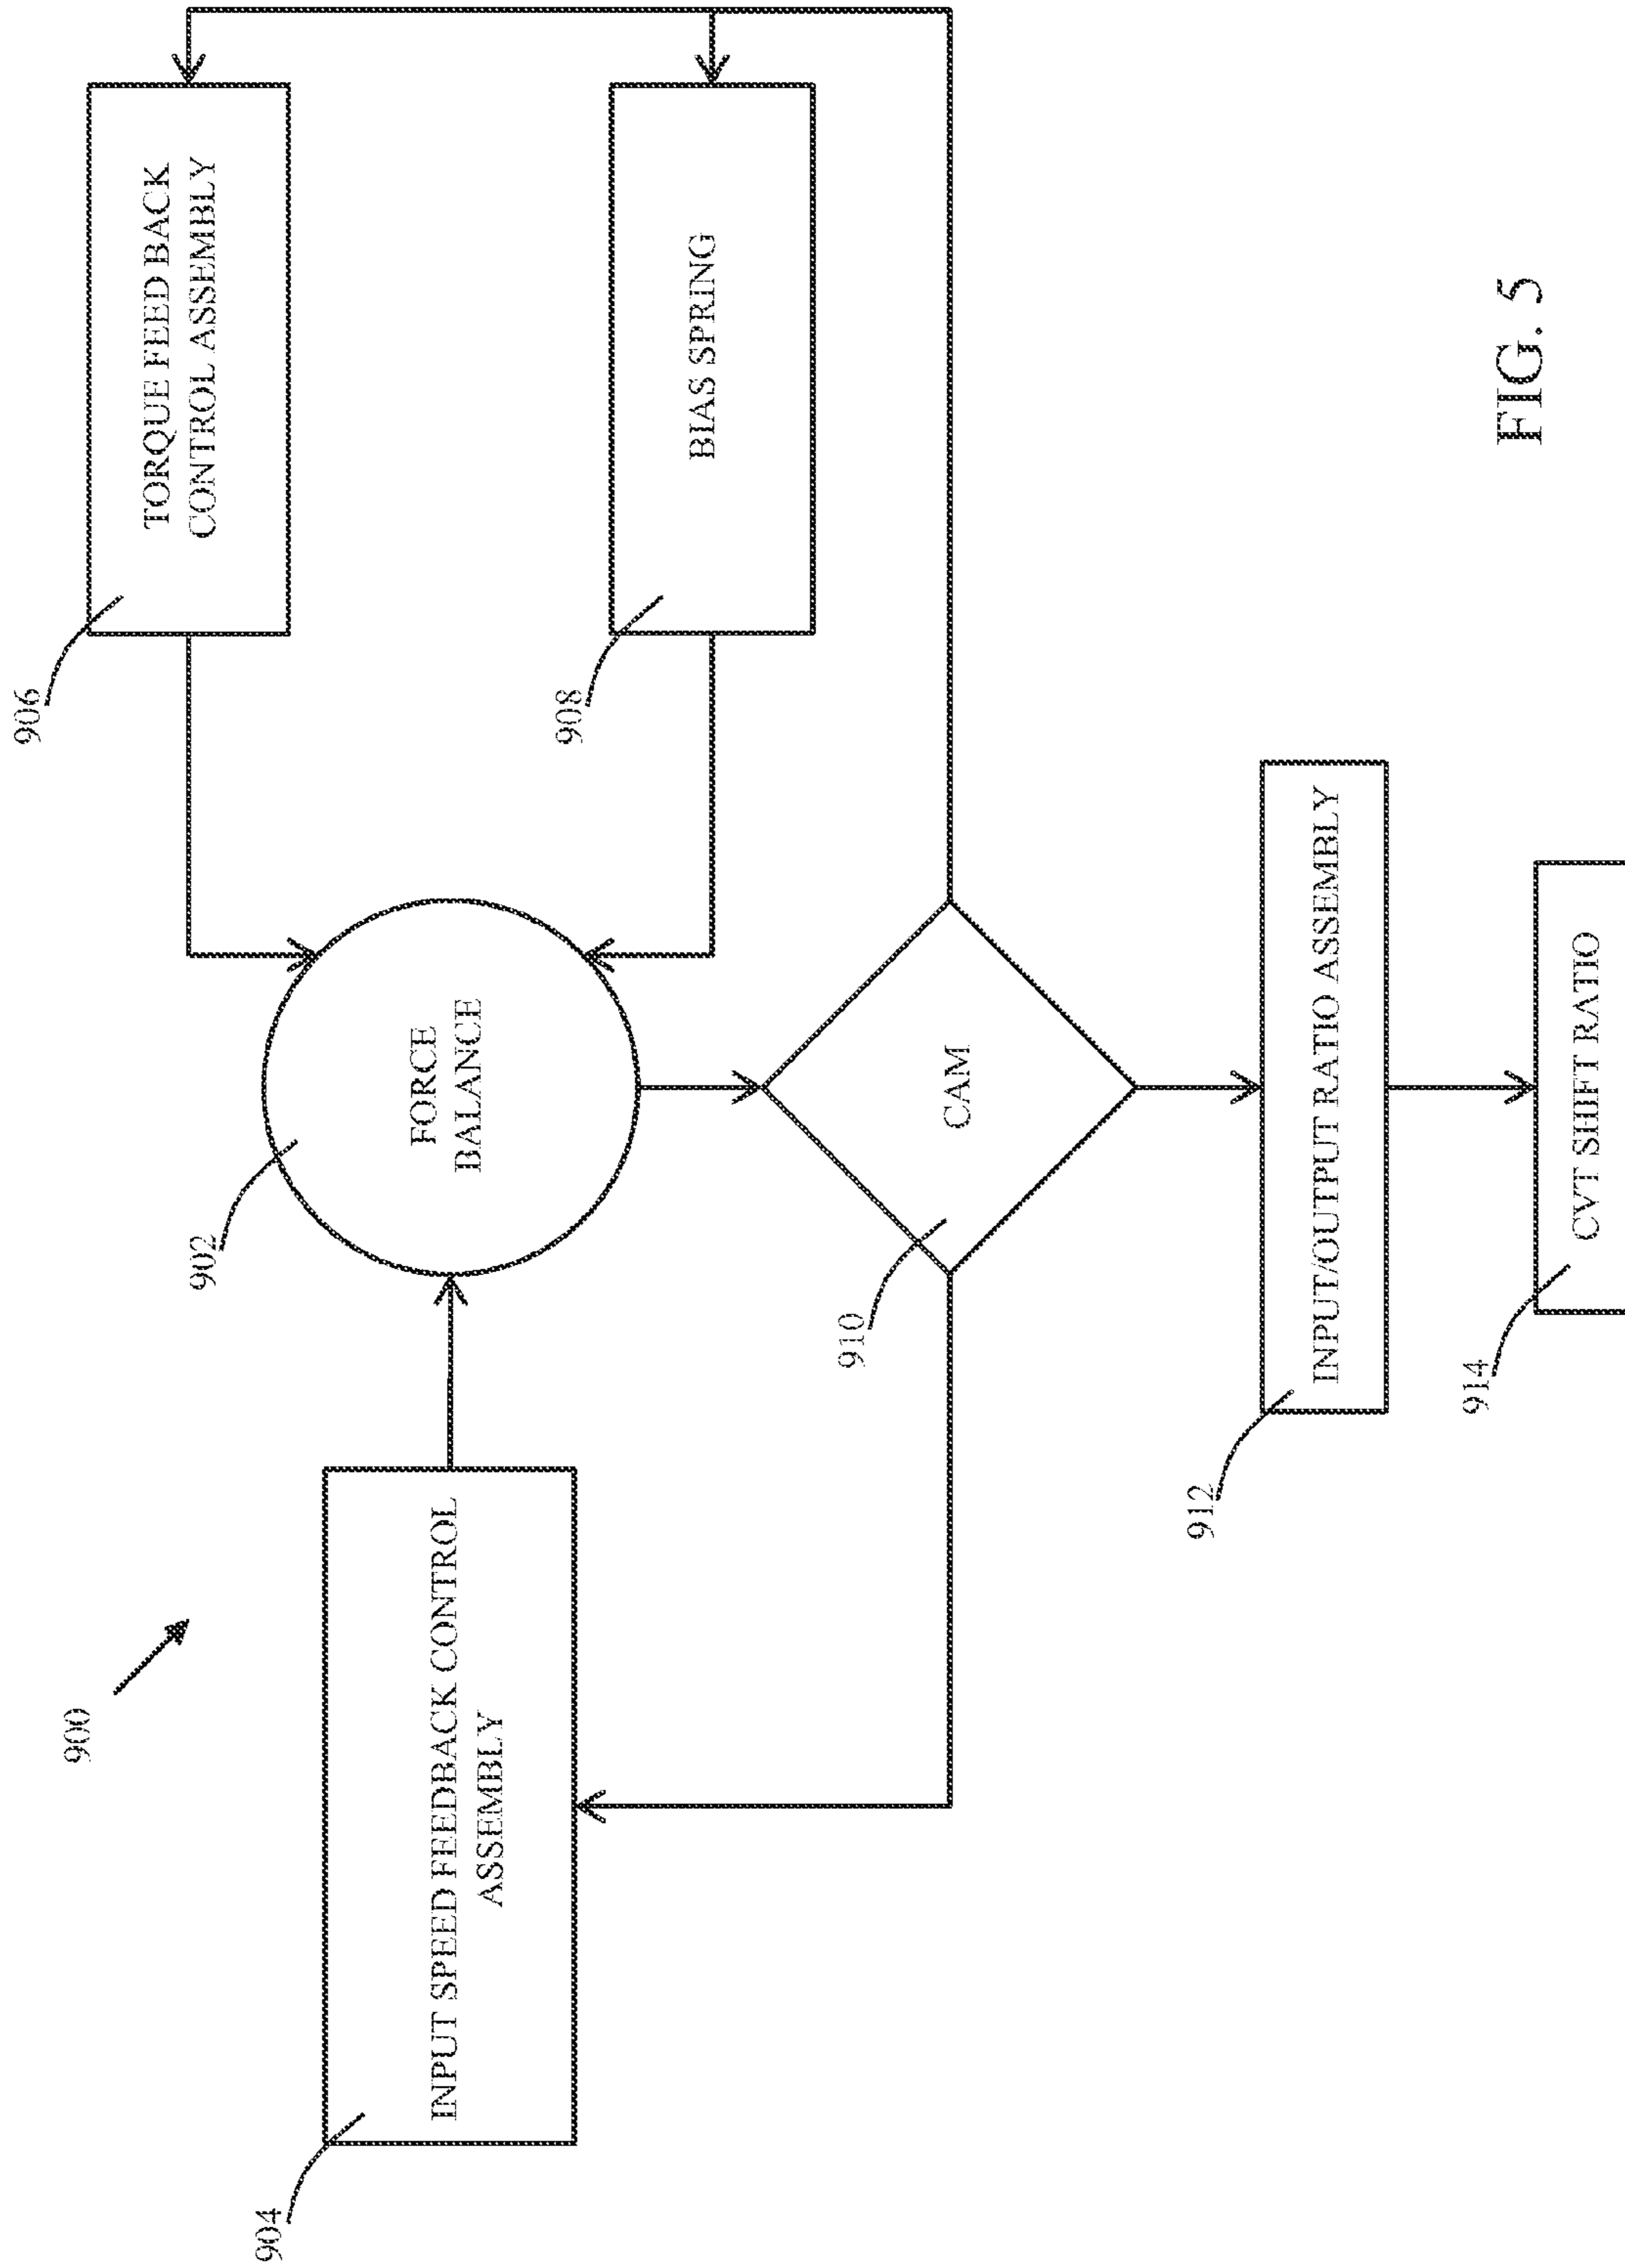 900
904
INPUT SPEED FEEDBACK CONTROL
ASSEMBLY
902
FORCE
BALANCE
906
TORQUE FEED BACK
CONTROL ASSEMBLY
908
BIAS SPRING
910
CAM
912
INPUT/OUTPUT RATIO ASSEMBLY
914
CVT SHIFT RATIO
FIG. 5